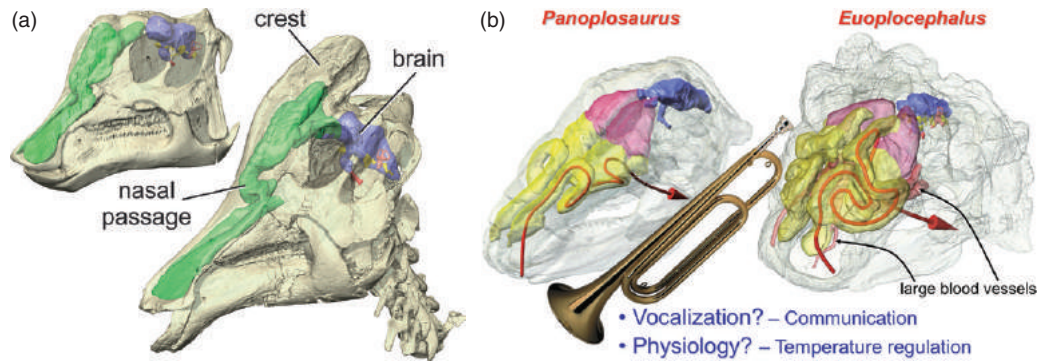 (a)
crest
brain
nasal
passage
(b)
Panoplosaurus
Euoplocephalus
large blood vessels
• Vocalization? – Communication
• Physiology? – Temperature regulation